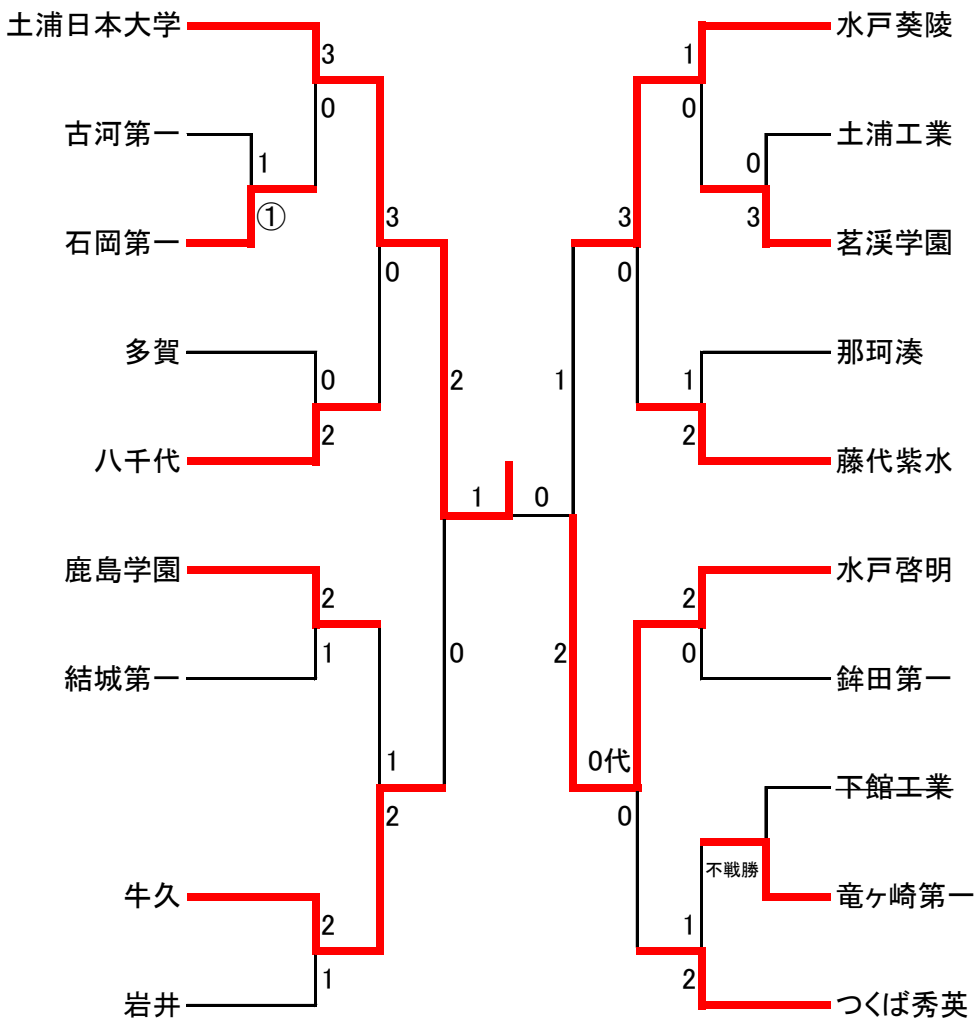 土浦日本大学
3
0
古河第一
1
①
石岡第一
3
0
多賀
0
2
八千代
2
1
鹿島学園
2
1
結城第一
0
1
2
牛久
2
1
岩井
水戸葵陵
1
0
土浦工業
0
3
茗渓学園
3
0
那珂湊
1
2
藤代紫水
1
0
水戸啓明
2
0
鉾田第一
2
0代
0
下館工業
不戦勝
竜ヶ崎第一
1
2
つくば秀英